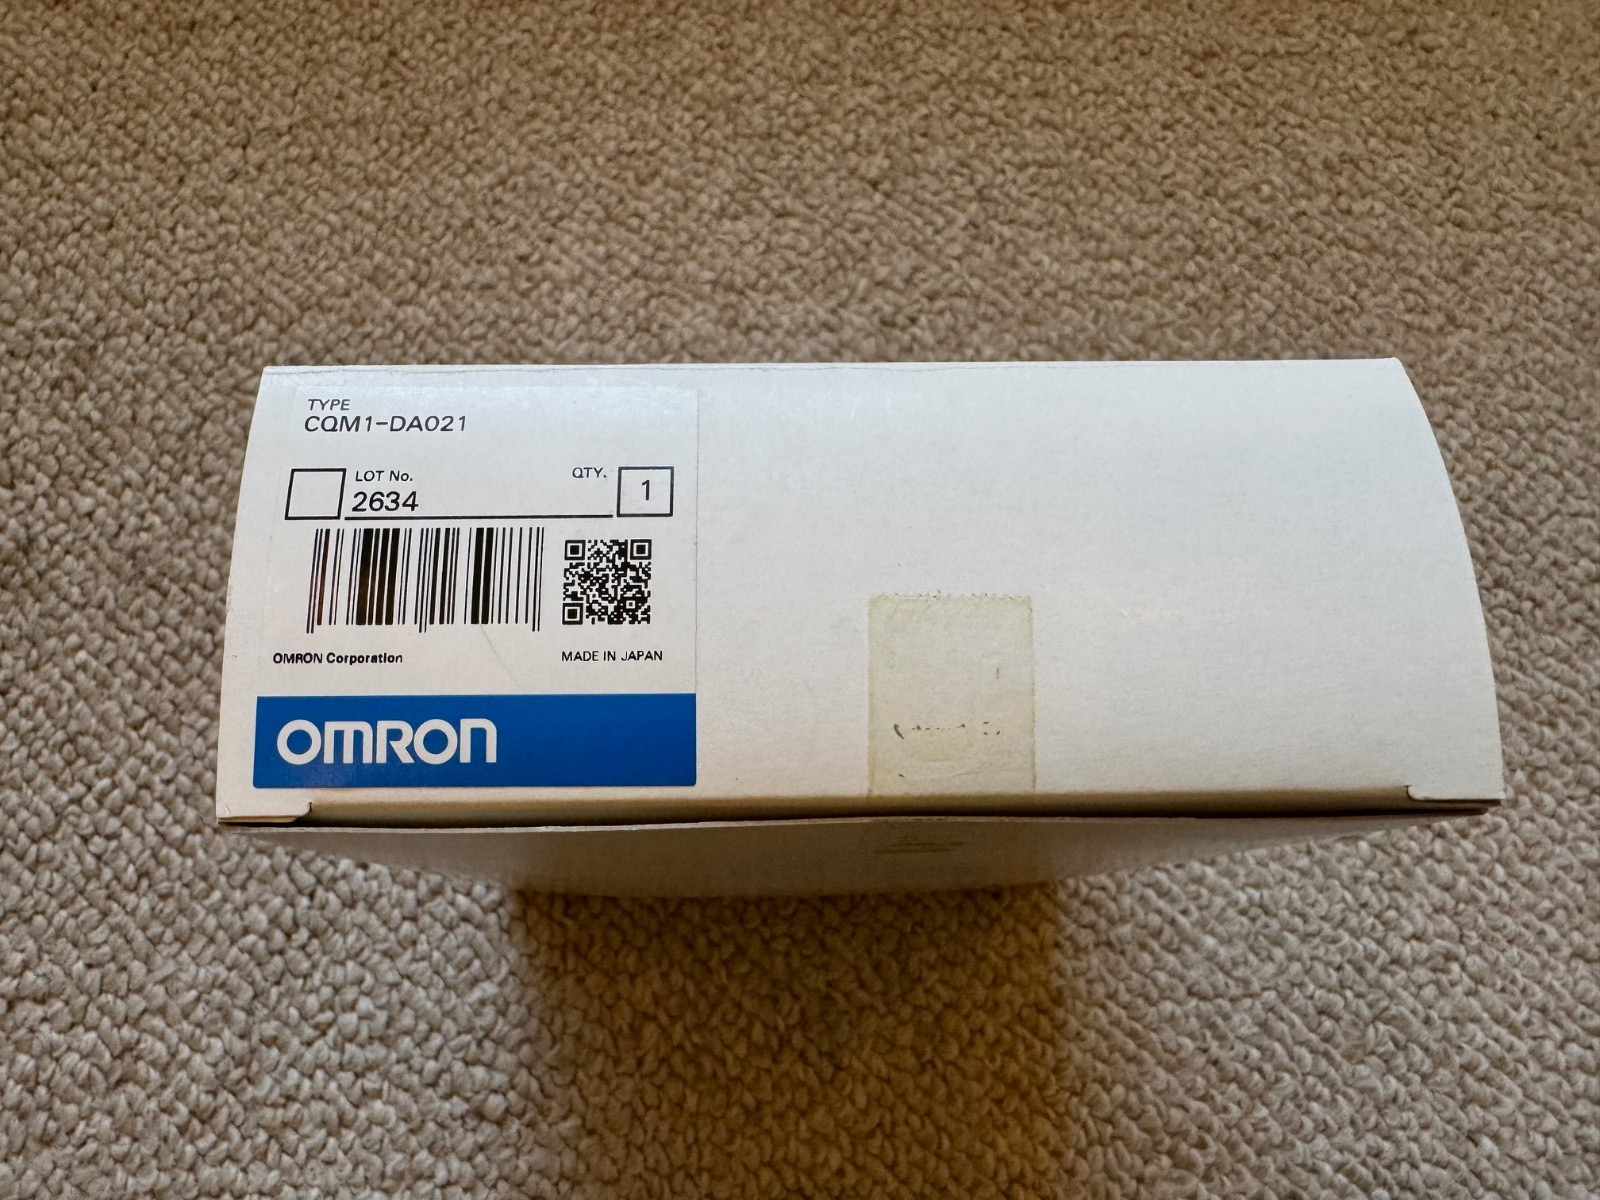 TYPE
CQM1-DA021
LOT No.
QTY.
2634
1
OMRON Corporation
MADE IN JAPAN
OMRON